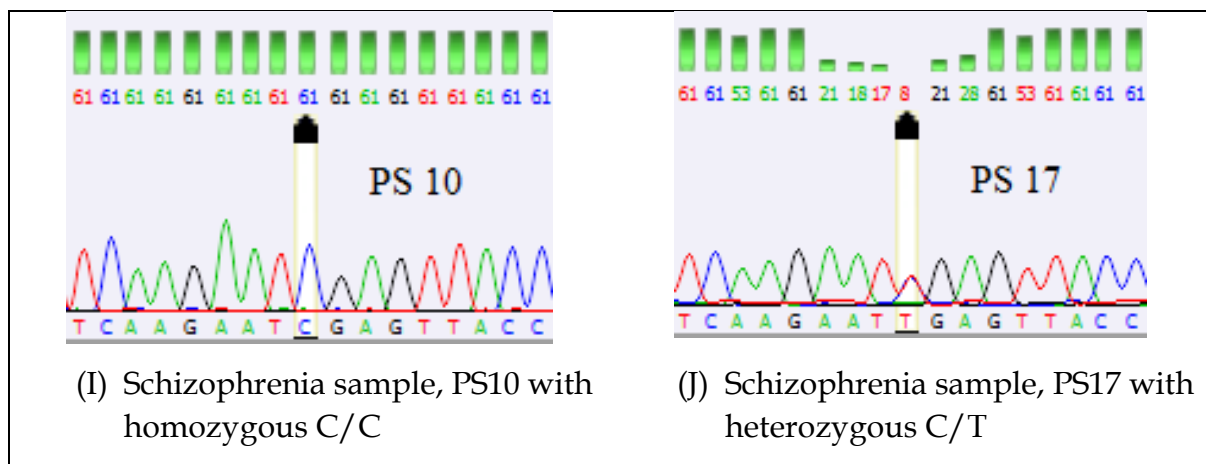 61 61 61 61 61 61 61 61 61 61 61 61 61 61 61 61 61
PS 10
T C A A G A A T C G A G T T A C C
(I) Schizophrenia sample, PS10 with
homozygous C/C
61 61 53 61 61 21 18 17 8 21 28 61 53 61 61 61 61
PS 17
T C A A G A A T T G A G T T A C C
(J) Schizophrenia sample, PS17 with
heterozygous C/T